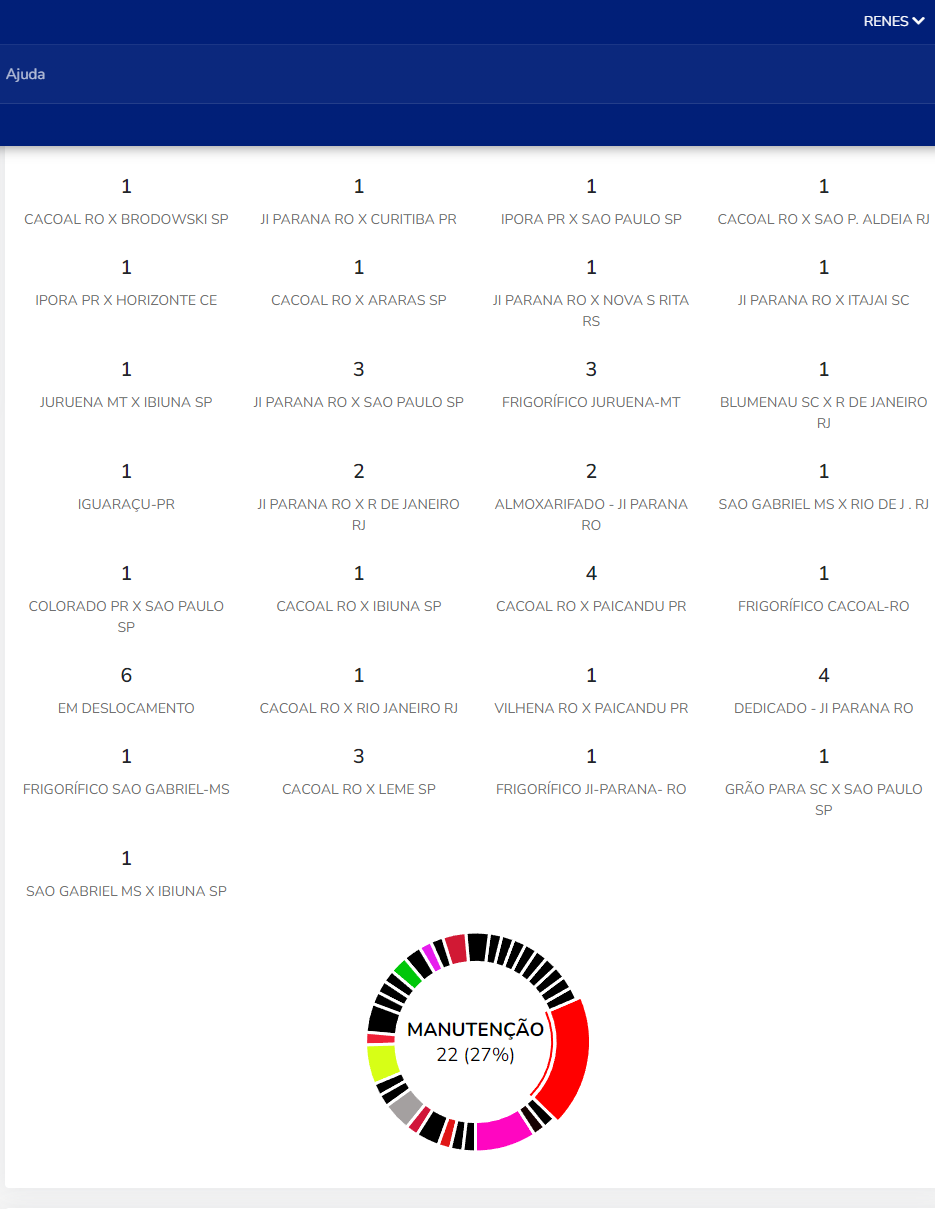 RENES
Ajuda
1 1 1 1
CACOAL RO X BRODOWSKI SP JI PARANA RO X CURITIBA PR IPORA PR X SAO PAULO SP CACOAL RO X SAO P. ALDEIA RJ
1 1 1 1
IPORA PR X HORIZONTE CE CACOAL RO X ARARAS SP JI PARANA RO X NOVA S RITA JI PARANA RO X ITAJAI SC
RS
1 3 3 1
JURUENA MT X IBIUNA SP JI PARANA RO X SAO PAULO SP FRIGORÍFICO JURUENA-MT BLUMENAU SC X R DE JANEIRO
RJ
1 2 2 1
IGUARAÇU-PR JI PARANA RO X R DE JANEIRO ALMOXARIFADO - JI PARANA SAO GABRIEL MS X RIO DE J . RJ
RJ RO
1 1 4 1
COLORADO PR X SAO PAULO CACOAL RO X IBIUNA SP CACOAL RO X PAICANDU PR FRIGORÍFICO CACOAL-RO
SP
6 1 1 4
EM DESLOCAMENTO CACOAL RO X RIO JANEIRO RJ VILHENA RO X PAICANDU PR DEDICADO - JI PARANA RO
1 3 1 1
FRIGORÍFICO SAO GABRIEL-MS CACOAL RO X LEME SP FRIGORÍFICO JI-PARANA- RO GRÃO PARA SC X SAO PAULO
SP
1
SAO GABRIEL MS X IBIUNA SP
MANUTENÇÃO
22 (27%)